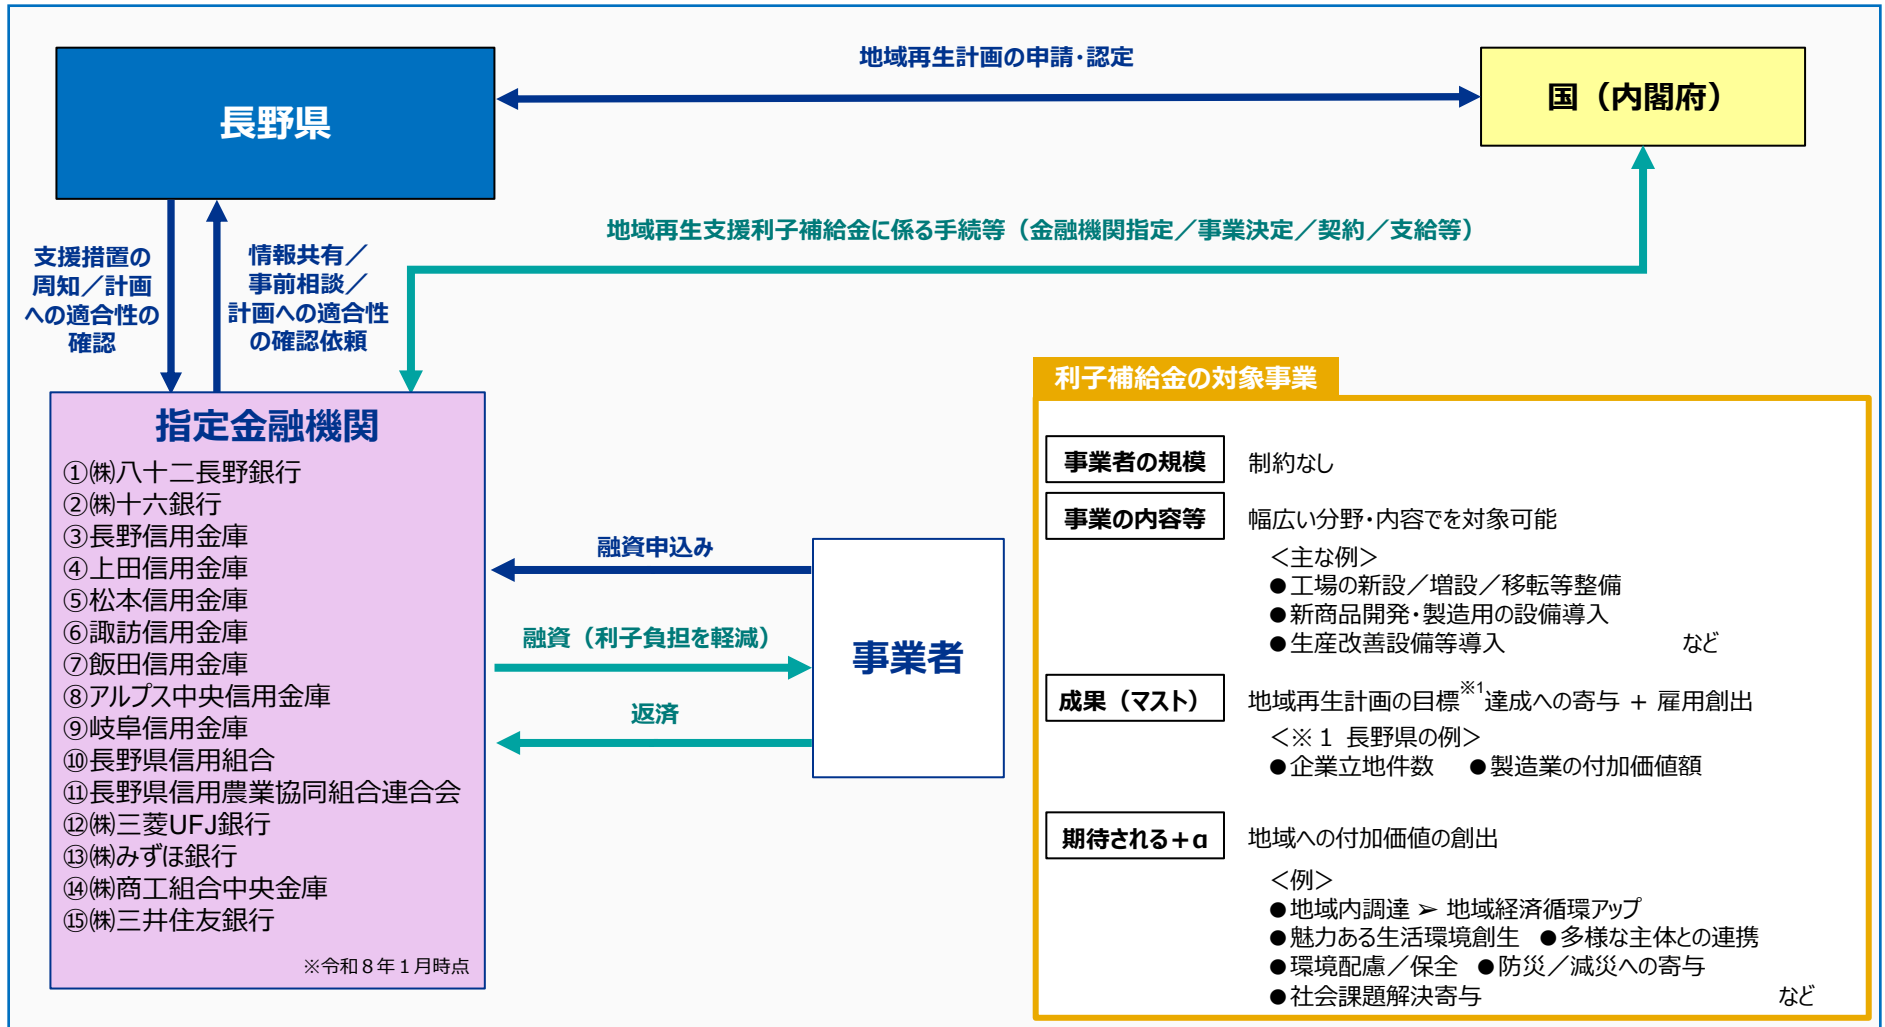 地域再生計画の申請・認定
長野県
国（内閣府）
地域再生支援利子補給金に係る手続等（金融機関指定／事業決定／契約／支給等）
支援措置の
周知／計画
への適合性の
確認
情報共有／
事前相談／
計画への適合性
の確認依頼
指定金融機関
①㈱八十二長野銀行
②㈱十六銀行
③長野信用金庫
④上田信用金庫
⑤松本信用金庫
⑥諏訪信用金庫
⑦飯田信用金庫
⑧アルプス中央信用金庫
⑨岐阜信用金庫
⑩長野県信用組合
⑪長野県信用農業協同組合連合会
⑫㈱三菱UFJ銀行
⑬㈱みずほ銀行
⑭㈱商工組合中央金庫
⑮㈱三井住友銀行
※令和８年１月時点
融資申込み
融資（利子負担を軽減）
返済
事業者
利子補給金の対象事業
事業者の規模 制約なし
事業の内容等 幅広い分野・内容でを対象可能
＜主な例＞
●工場の新設／増設／移転等整備
●新商品開発・製造用の設備導入
●生産改善設備等導入 など
成果（マスト） 地域再生計画の目標※1達成への寄与 + 雇用創出
＜※１ 長野県の例＞
●企業立地件数 ●製造業の付加価値額
期待される+α 地域への付加価値の創出
＜例＞
●地域内調達 ➢ 地域経済循環アップ
●魅力ある生活環境創生 ●多様な主体との連携
●環境配慮／保全 ●防災／減災への寄与
●社会課題解決寄与 など